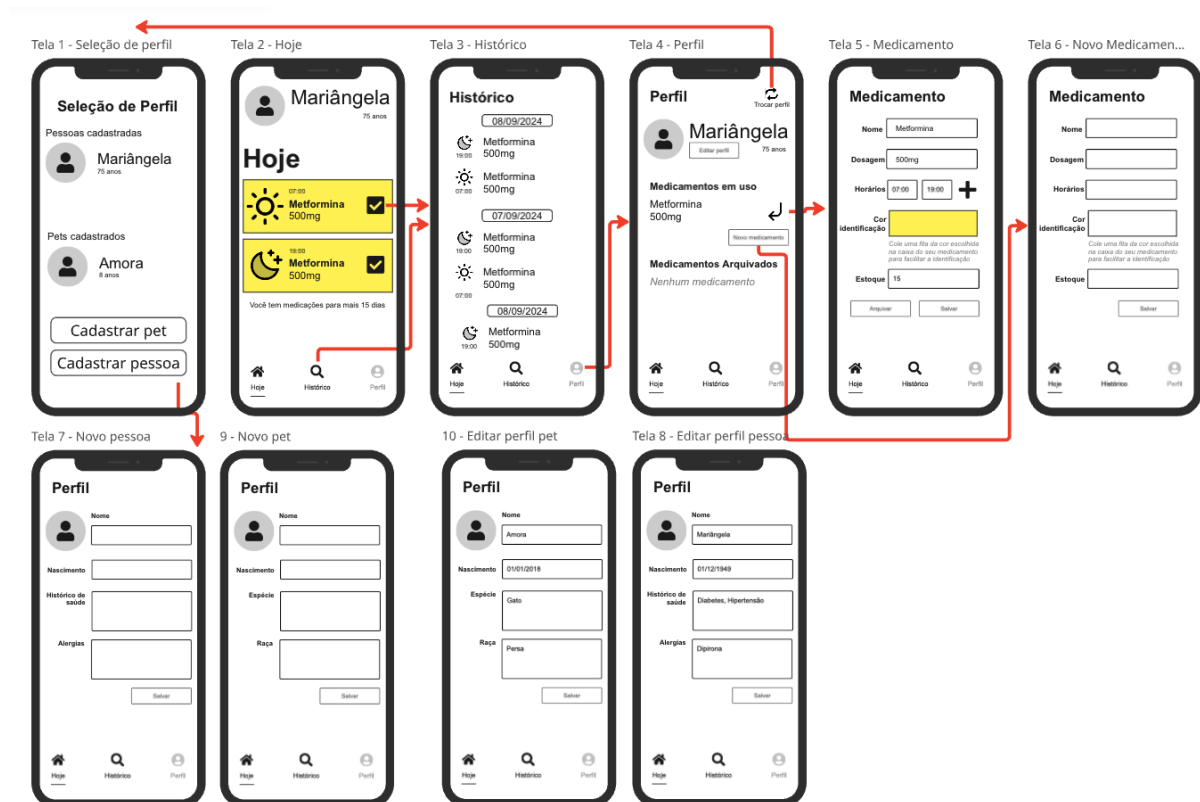 Tela 1 - Seleção de perfil
Seleção de Perfil
Pessoas cadastradas
Mariângela
75 anos
Pets cadastrados
Amora
8 anos
Cadastrar pet
Cadastrar pessoa
Tela 2 - Hoje
Mariângela
75 anos
Hoje
07:00
Metformina
500mg
19:00
Metformina
500mg
Você tem medicações para mais 15 dias
Hoje
Histórico
Perfil
Tela 3 - Histórico
Histórico
08/09/2024
Metformina
19:00
500mg
Metformina
07:00
500mg
07/09/2024
Metformina
19:00
500mg
Metformina
500mg
07:00
08/09/2024
Metformina
19:00
500mg
Hoje
Histórico
Perfil
Tela 4 - Perfil
Perfil
Trocar perfil
Mariângela
Editar perfil
75 anos
Medicamentos em uso
Metformina
500mg
Novo medicamento
Medicamentos Arquivados
Nenhum medicamento
Hoje
Histórico
Perfil
Tela 5 - Medicamento
Medicamento
Nome
Metformina
Dosagem
500mg
Horários
07:00
19:00
Cor
identificação
Cole uma fita da cor escolhida
na caixa do seu medicamento
para facilitar a identificação
Estoque
15
Arquivar
Salvar
Hoje
Histórico
Perfil
Tela 6 - Novo Medicamen...
Medicamento
Nome
Dosagem
Horários
Cor
identificação
Cole uma fita da cor escolhida
na caixa do seu medicamento
para facilitar a identificação
Estoque
Salvar
Hoje
Histórico
Perfil
Tela 7 - Novo pessoa
Perfil
Nome
Nascimento
Histórico de
saúde
Alergias
Salvar
Hoje
Histórico
Perfil
9 - Novo pet
Perfil
Nome
Nascimento
Espécie
Raça
Salvar
Hoje
Histórico
Perfil
10 - Editar perfil pet
Perfil
Nome
Amora
Nascimento
01/01/2018
Espécie
Gato
Raça
Persa
Salvar
Hoje
Histórico
Perfil
Tela 8 - Editar perfil pessoa
Perfil
Nome
Mariângela
Nascimento
01/12/1949
Histórico de
saúde
Diabetes, Hipertensão
Alergias
Dipirona
Salvar
Hoje
Histórico
Perfil